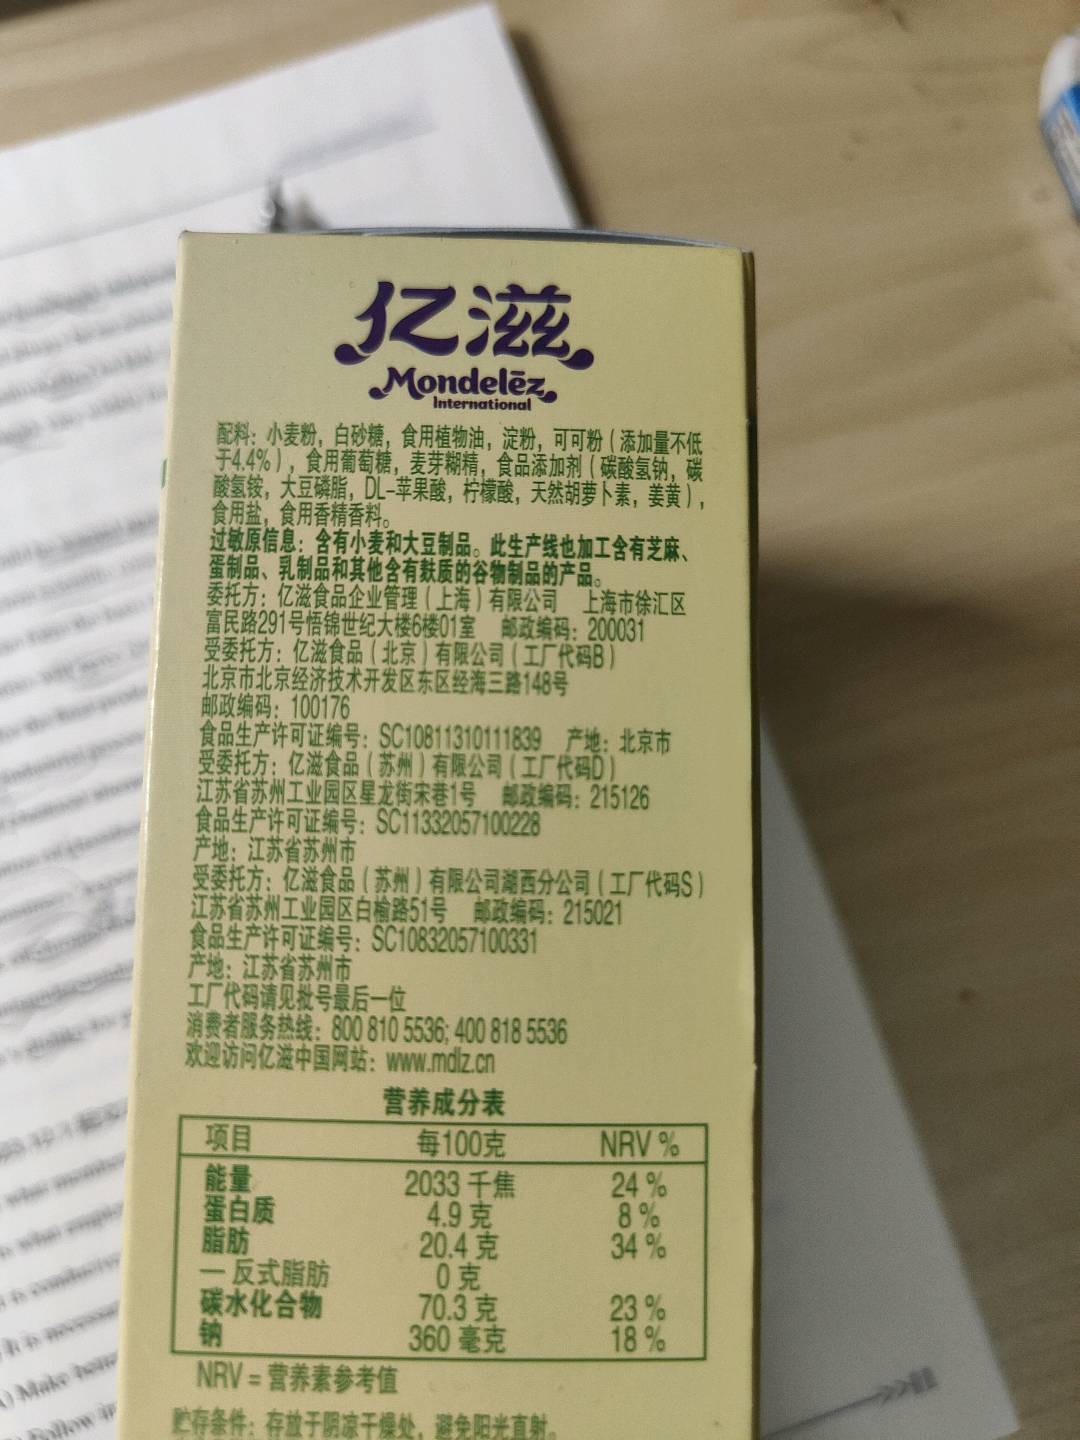 亿滋
Mondelēz
International
配料：小麦粉，白砂糖，食用植物油，淀粉，可可粉（添加量不低
于4.4%），食用葡萄糖，麦芽糊精，食品添加剂（碳酸氢钠，碳
酸氢铵，大豆磷脂，DL-苹果酸，柠檬酸，天然胡萝卜素，姜黄），
食用盐，食用香精香料。
过敏原信息：含有小麦和大豆制品。此生产线也加工含有芝麻、
蛋制品、乳制品和其他含有麸质的谷物制品的产品。
委托方：亿滋食品企业管理（上海）有限公司 上海市徐汇区
富民路291号悟锦世纪大楼6楼01室 邮政编码：200031
受委托方：亿滋食品（北京）有限公司（工厂代码B）
北京市北京经济技术开发区东区经海三路148号
邮政编码：100176
食品生产许可证编号：SC10811310111839 产地：北京市
受委托方：亿滋食品（苏州）有限公司（工厂代码D）
江苏省苏州工业园区星龙街宋巷1号 邮政编码：215126
食品生产许可证编号：SC11332057100228
产地：江苏省苏州市
受委托方：亿滋食品（苏州）有限公司湖西分公司（工厂代码S）
江苏省苏州工业园区白榆路51号 邮政编码：215021
食品生产许可证编号：SC10832057100331
产地：江苏省苏州市
工厂代码请见批号最后一位
消费者服务热线：800 810 5536; 400 818 5536
欢迎访问亿滋中国网站：www.mdlz.cn
营养成分表
项目 每100克 NRV %
能量 2033 千焦 24 %
蛋白质 4.9 克 8 %
脂肪 20.4 克 34 %
— 反式脂肪 0 克
碳水化合物 70.3 克 23 %
钠 360 毫克 18 %
NRV = 营养素参考值
贮存条件：存放于阴凉干燥处，避免阳光直射。